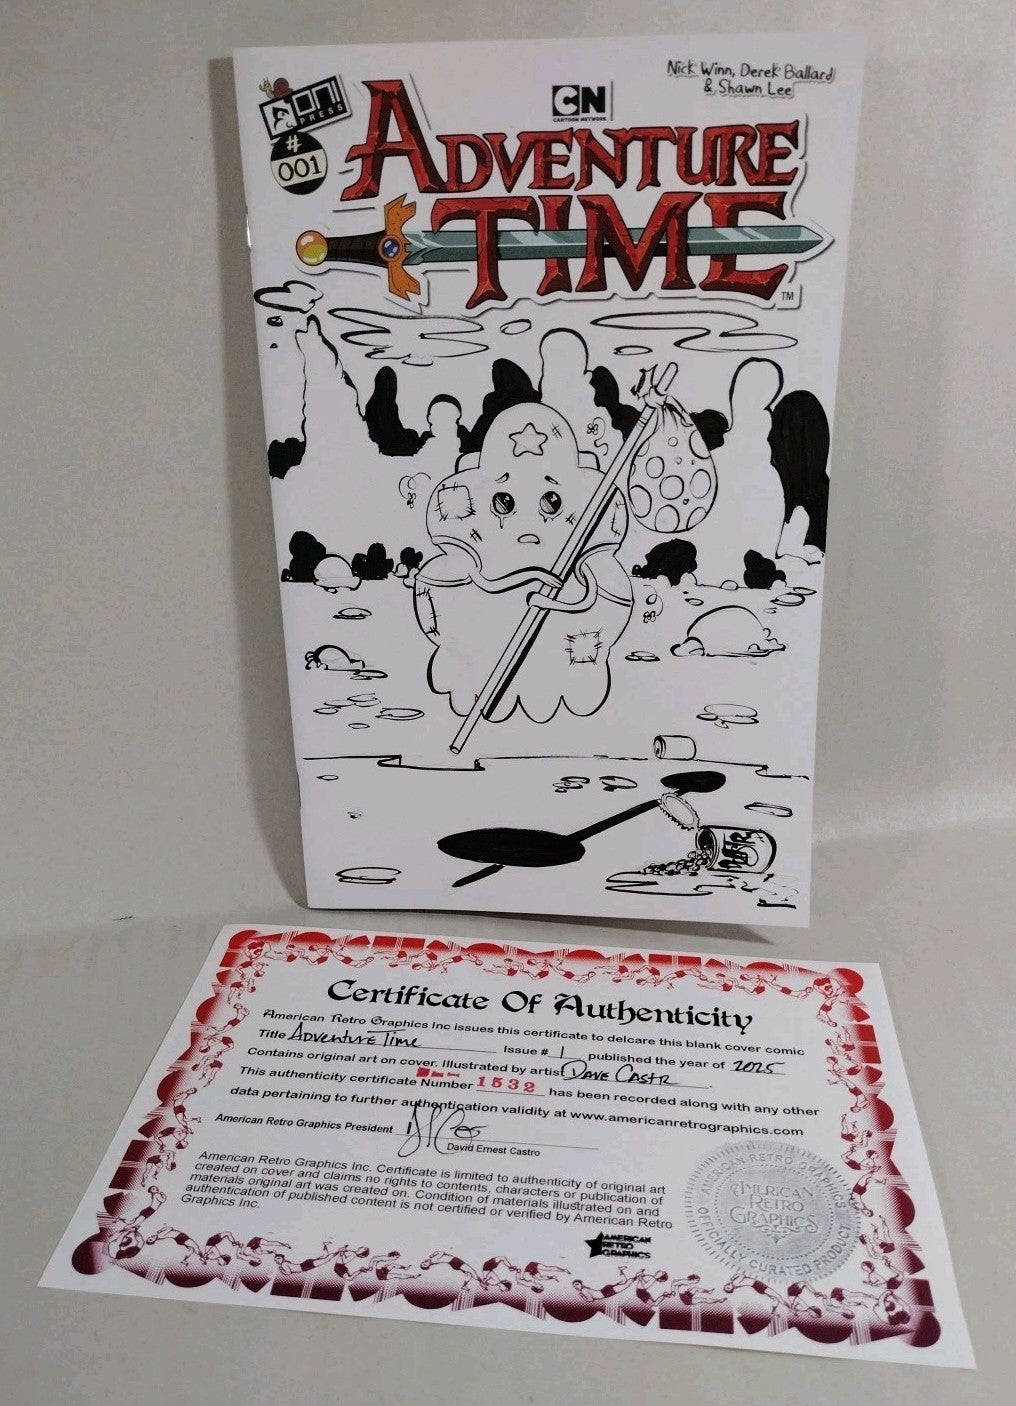 Nick Winn, Derek Ballard
& Shawn Lee
ONI
PRESS
#
001
CN
CARTOON NETWORK
ADVENTURE
TIME
TM
Certificate Of Authenticity
American Retro Graphics Inc issues this certificate to delcare this blank cover comic
Title Adventure Time Issue # 1 published the year of 2025
Contains original art on cover. Illustrated by artist Dave Castr
This authenticity certificate Number 1532 has been recorded along with any other
data pertaining to further authentication validity at www.americanretrographics.com
American Retro Graphics President
David Ernest Castro
American Retro Graphics Inc. Certificate is limited to authenticity of original art
created on cover and claims no rights to contents, characters or publication of
materials original art was created on. Condition of materials illustrated on and
authentication of published content is not certified or verified by American Retro
Graphics Inc.
AMERICAN
RETRO
GRAPHICS
AMERICAN RETRO GRAPHICS
AMERICAN
RETRO
GRAPHICS
OFFICIALLY CURATED PRODUCT